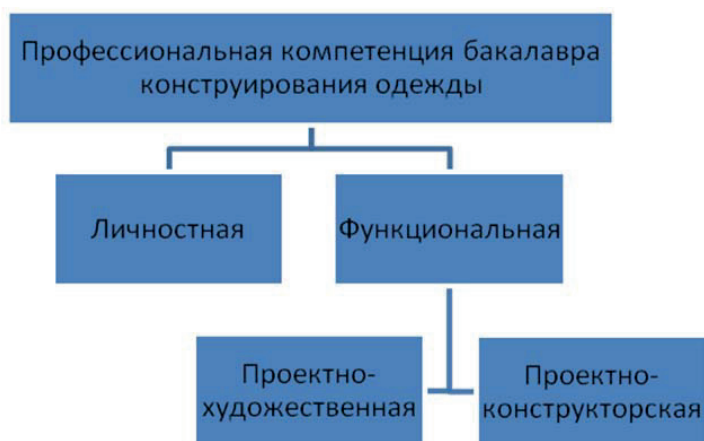 Профессиональная компетенция бакалавра
конструирования одежды
Личностная
Функциональная
Проектно-
художественная
Проектно-
конструкторская